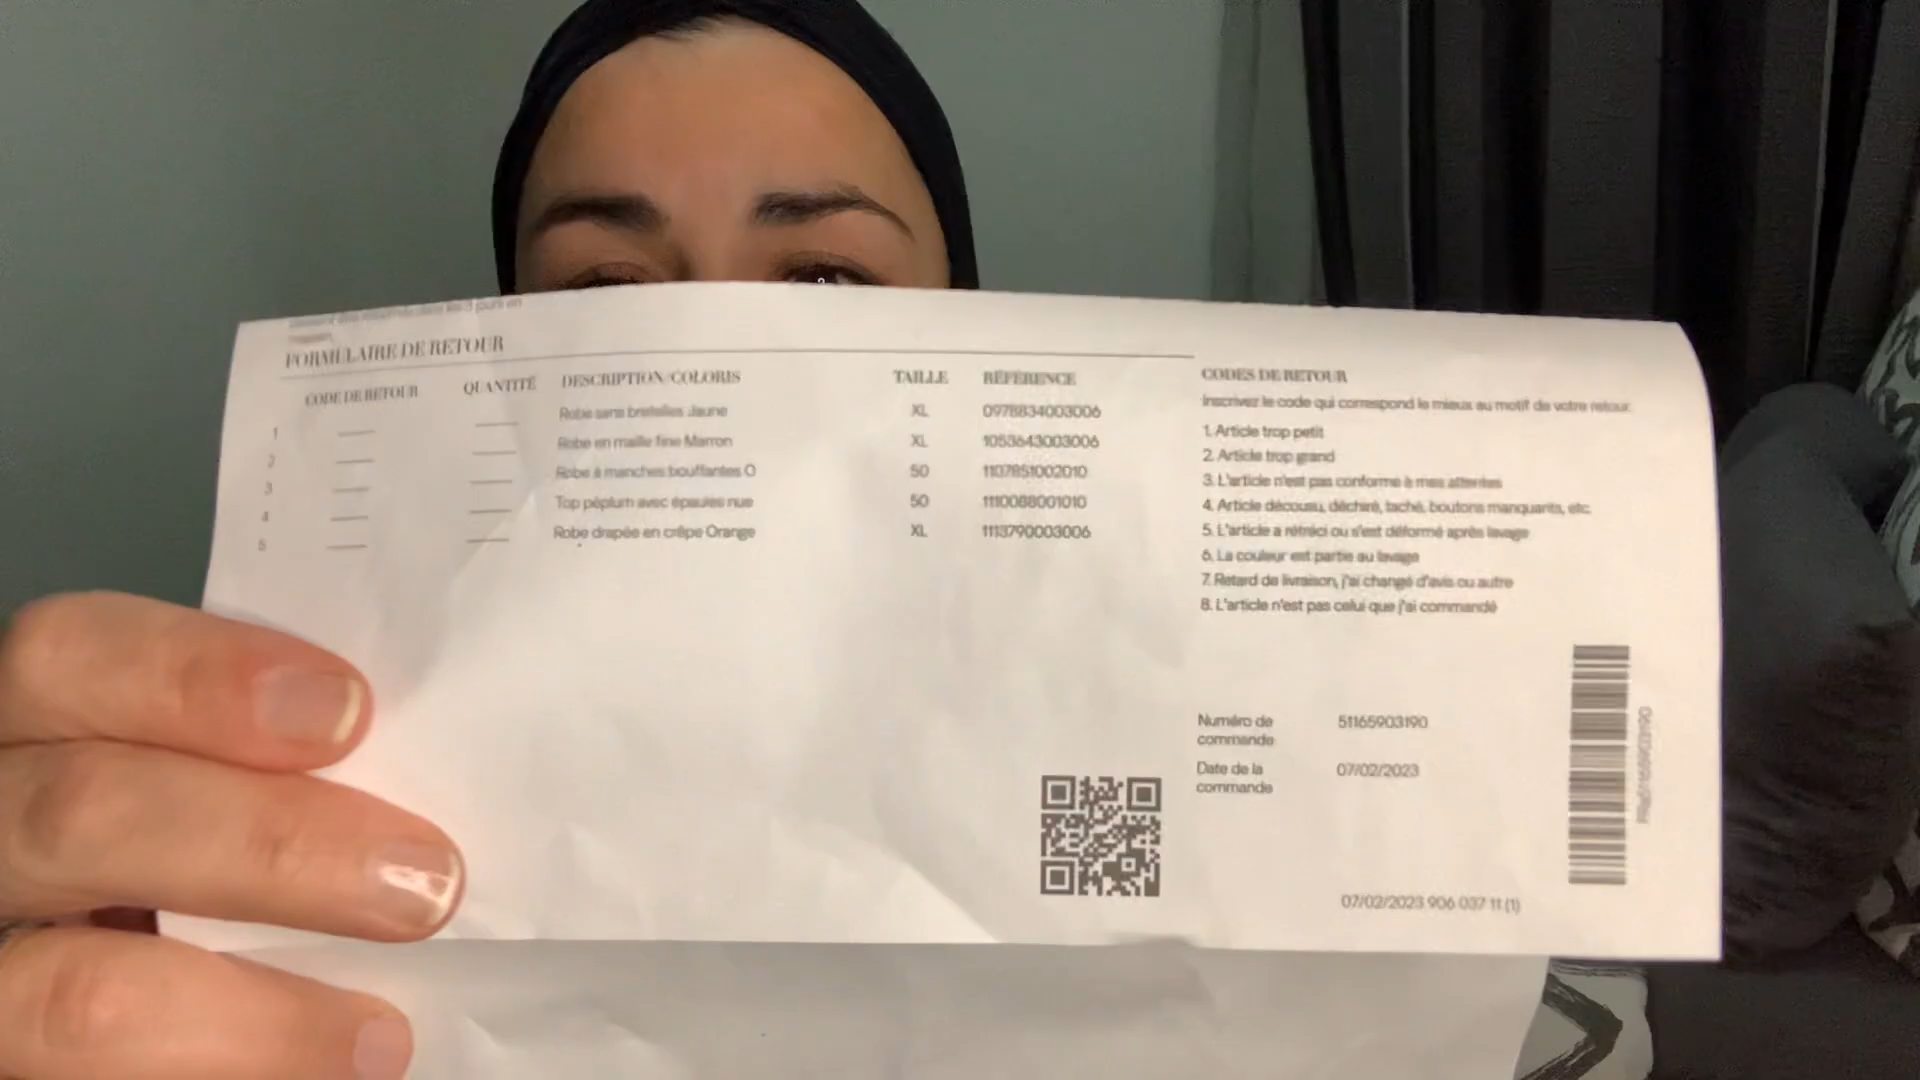 jours en
FORMULAIRE DE RETOUR
CODE DE RETOUR QUANTITÉ DESCRIPTION/COLORIS TAILLE RÉFÉRENCE
1 Robe sans bretelles Jaune XL 0978834003006
2 Robe en maille fine Marron XL 1053643003006
3 Robe à manches bouffantes O 50 1107851002010
4 Top péplum avec épaules nue 50 1110088001010
5 Robe drapée en crêpe Orange XL 1113790003006
CODES DE RETOUR
Inscrivez le code qui correspond le mieux au motif de votre retour.
1. Article trop petit
2. Article trop grand
3. L'article n'est pas conforme à mes attentes
4. Article décousu, déchiré, taché, boutons manquants, etc.
5. L'article a rétréci ou s'est déformé après lavage
6. La couleur est partie au lavage
7. Retard de livraison, j'ai changé d'avis ou autre
8. L'article n'est pas celui que j'ai commandé
Numéro de
commande 51165903190
Date de la
commande 07/02/2023
07/02/2023 906 037 11 (1)